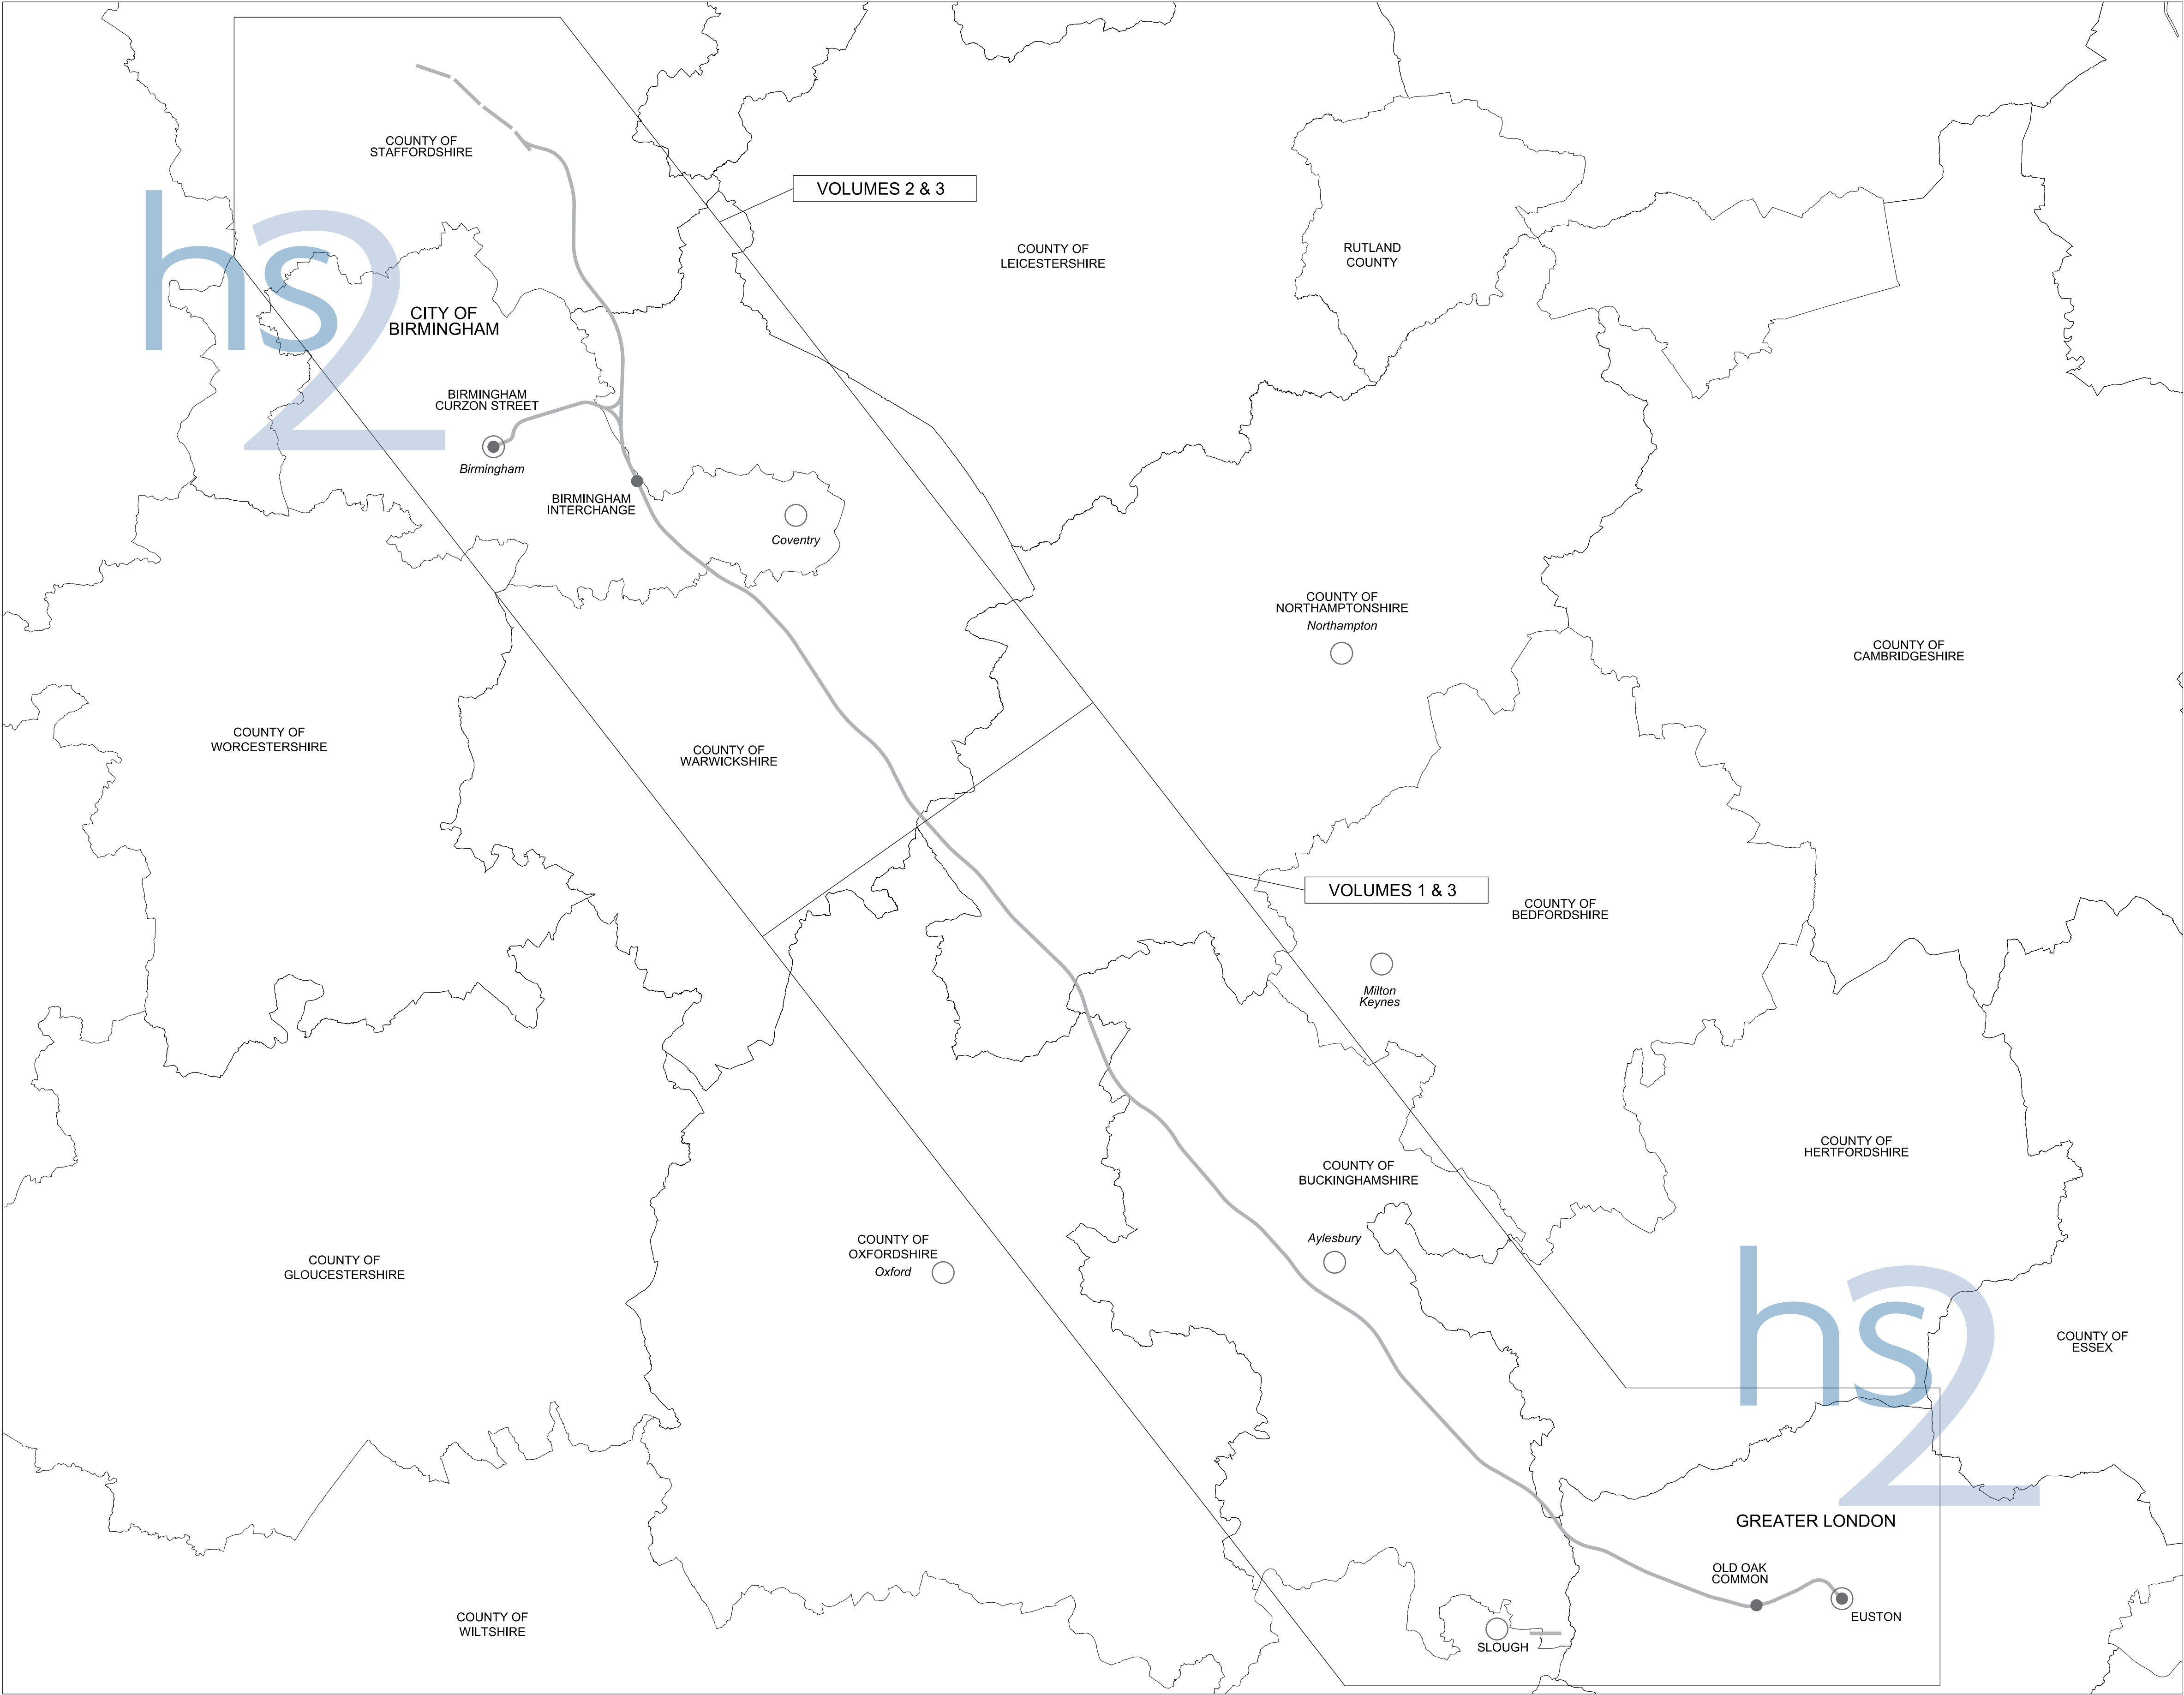 COUNTY OF
STAFFORDSHIRE
VOLUMES 2 & 3
hs2
COUNTY OF
LEICESTERSHIRE
RUTLAND
COUNTY
CITY OF
BIRMINGHAM
BIRMINGHAM
CURZON STREET
Birmingham
BIRMINGHAM
INTERCHANGE
Coventry
COUNTY OF
NORTHAMPTONSHIRE
Northampton
COUNTY OF
CAMBRIDGESHIRE
COUNTY OF
WORCESTERSHIRE
COUNTY OF
WARWICKSHIRE
VOLUMES 1 & 3
COUNTY OF
BEDFORDSHIRE
Milton
Keynes
COUNTY OF
HERTFORDSHIRE
COUNTY OF
BUCKINGHAMSHIRE
Aylesbury
COUNTY OF
OXFORDSHIRE
Oxford
COUNTY OF
GLOUCESTERSHIRE
hs2
COUNTY OF
ESSEX
GREATER LONDON
OLD OAK
COMMON
EUSTON
SLOUGH
COUNTY OF
WILTSHIRE